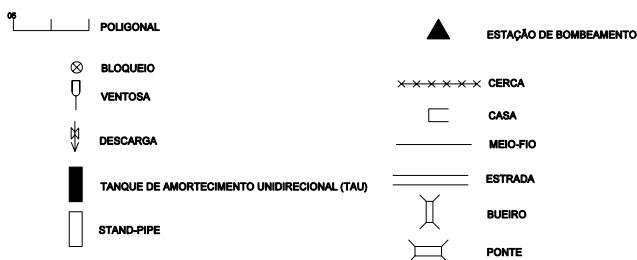 05
POLIGONAL
BLOQUEIO
VENTOSA
DESCARGA
TANQUE DE AMORTECIMENTO UNIDIRECIONAL (TAU)
STAND-PIPE
ESTAÇÃO DE BOMBEAMENTO
CERCA
CASA
MEIO-FIO
ESTRADA
BUEIRO
PONTE